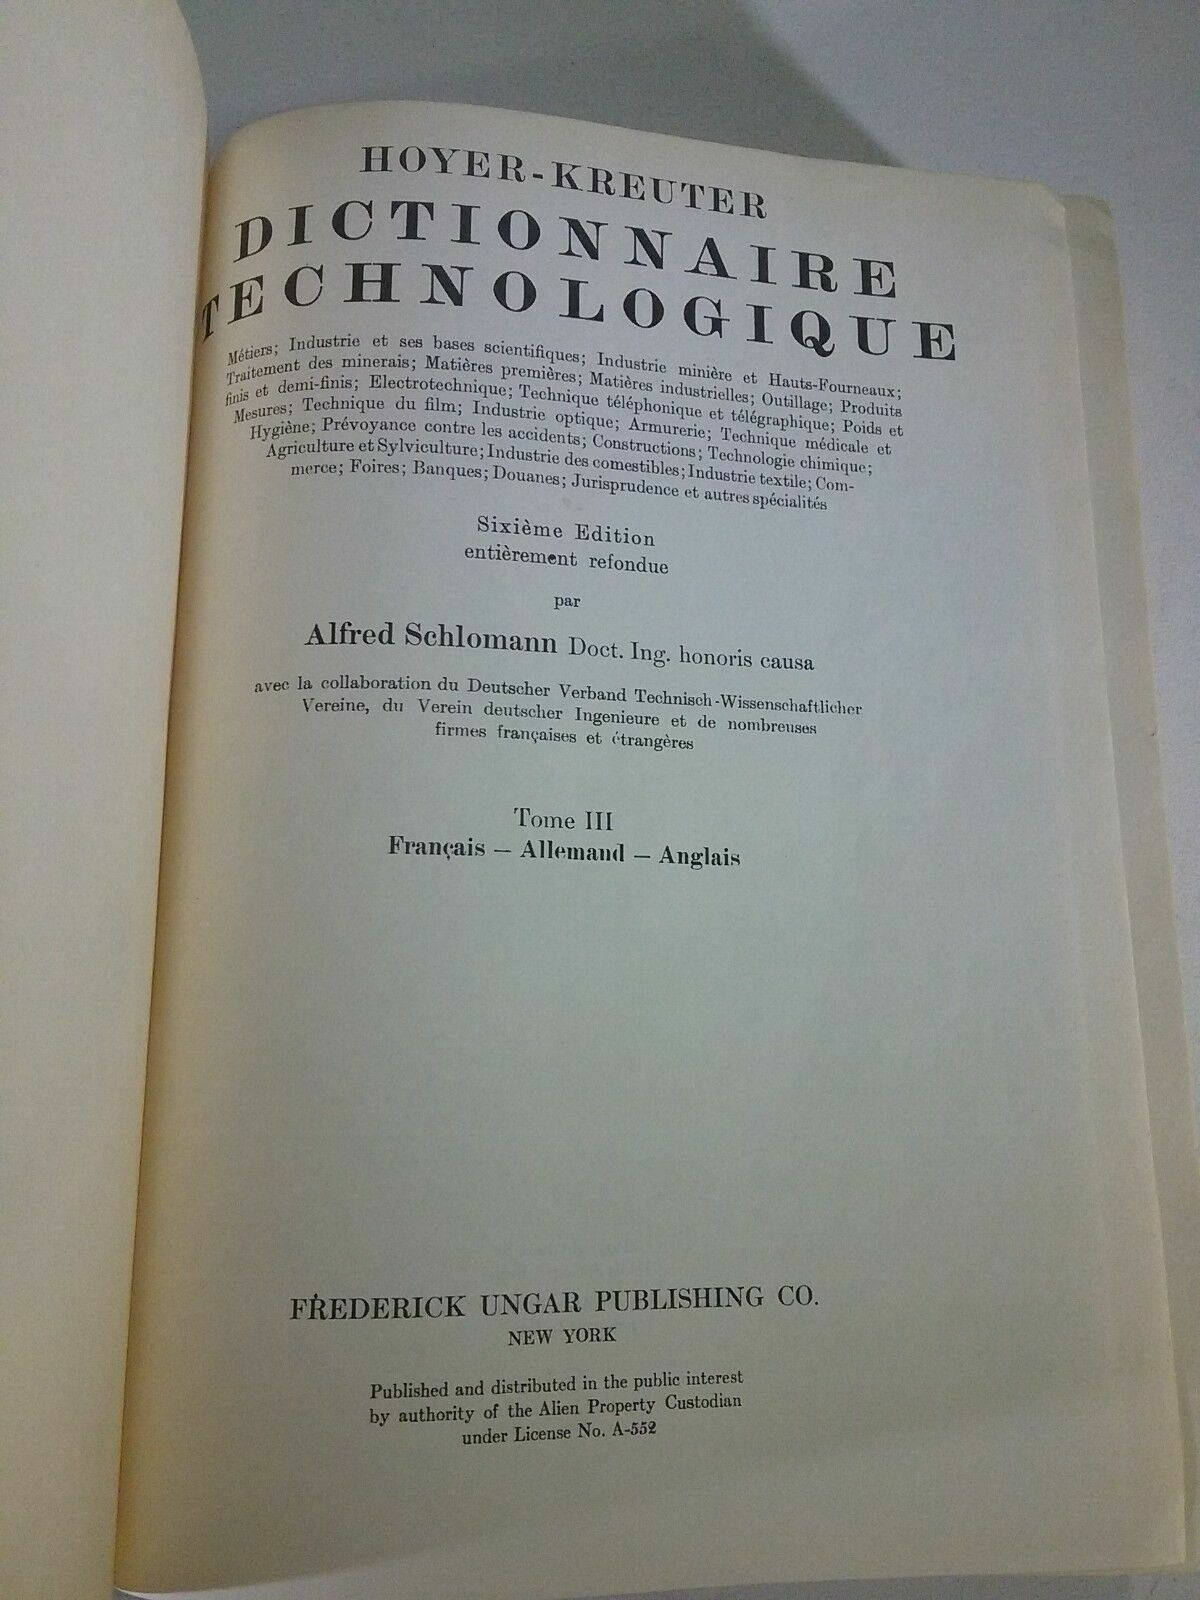 HOYER-KREUTER
DICTIONNAIRE
TECHNOLOGIQUE
Métiers; Industrie et ses bases scientifiques; Industrie minière et Hauts-Fourneaux;
Traitement des minerais; Matières premières; Matières industrielles; Outillage; Produits
finis et demi-finis; Electrotechnique; Technique téléphonique et télégraphique; Poids et
Mesures; Technique du film; Industrie optique; Armurerie; Technique médicale et
Hygiène; Prévoyance contre les accidents; Constructions; Technologie chimique;
Agriculture et Sylviculture; Industrie des comestibles; Industrie textile; Com-
merce; Foires; Banques; Douanes; Jurisprudence et autres spécialités
Sixième Edition
entièrement refondue
par
Alfred Schlomann Doct. Ing. honoris causa
avec la collaboration du Deutscher Verband Technisch-Wissenschaftlicher
Vereine, du Verein deutscher Ingenieure et de nombreuses
firmes françaises et étrangères
Tome III
Français — Allemand — Anglais
FREDERICK UNGAR PUBLISHING CO.
NEW YORK
Published and distributed in the public interest
by authority of the Alien Property Custodian
under License No. A-552